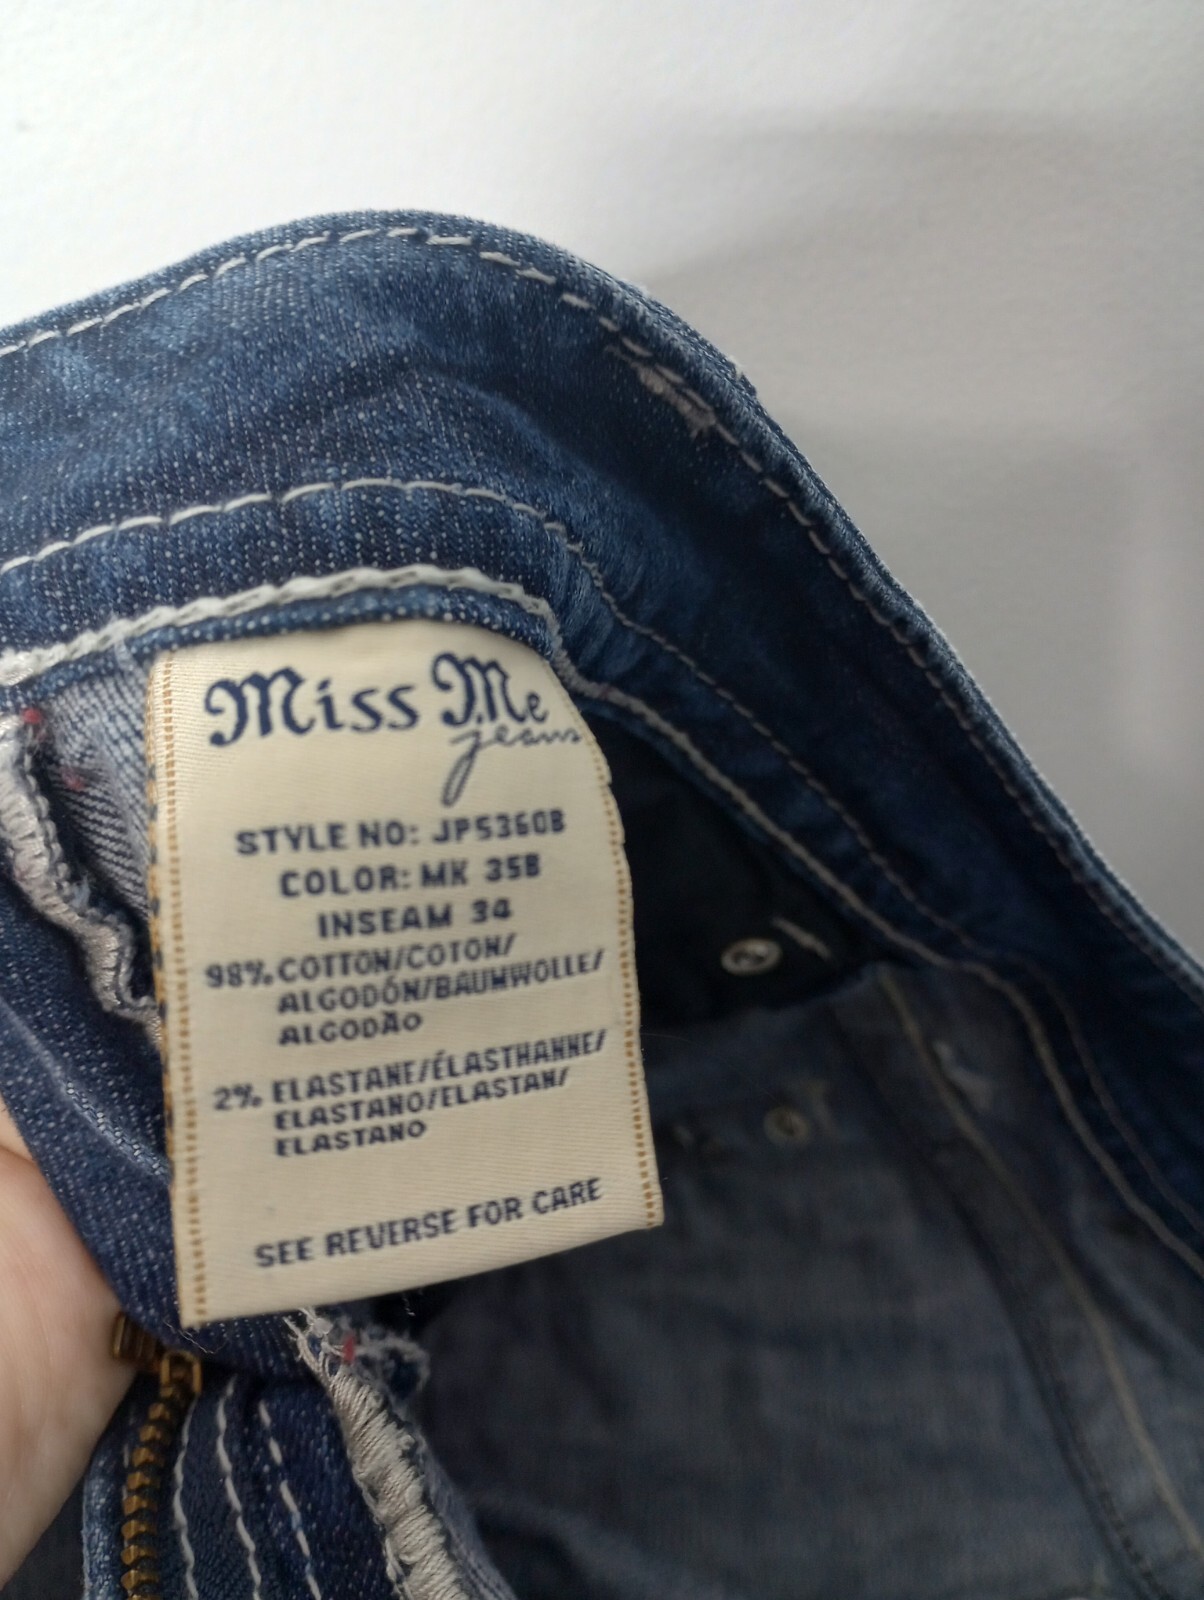 Miss Me
jeans
STYLE NO: JP5360B
COLOR: MK 35B
INSEAM 34
98% COTTON/COTON/
ALGODÓN/BAUMWOLLE/
ALGODÃO
2% ELASTANE/ÉLASTHANNE/
ELASTANO/ELASTAN/
ELASTANO
SEE REVERSE FOR CARE